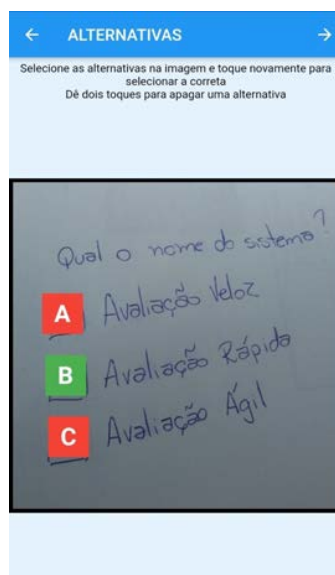 ALTERNATIVAS
Selecione as alternativas na imagem e toque novamente para
selecionar a correta
Dê dois toques para apagar uma alternativa
Qual o nome do sistema?
A Avaliação Veloz
B Avaliação Rápida
C Avaliação Ágil